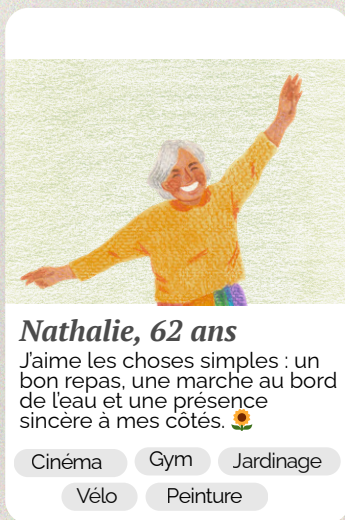 Nathalie, 62 ans
J'aime les choses simples : un
bon repas, une marche au bord
de l'eau et une présence
sincère à mes côtés. 🌻
Cinéma Gym Jardinage
Vélo Peinture